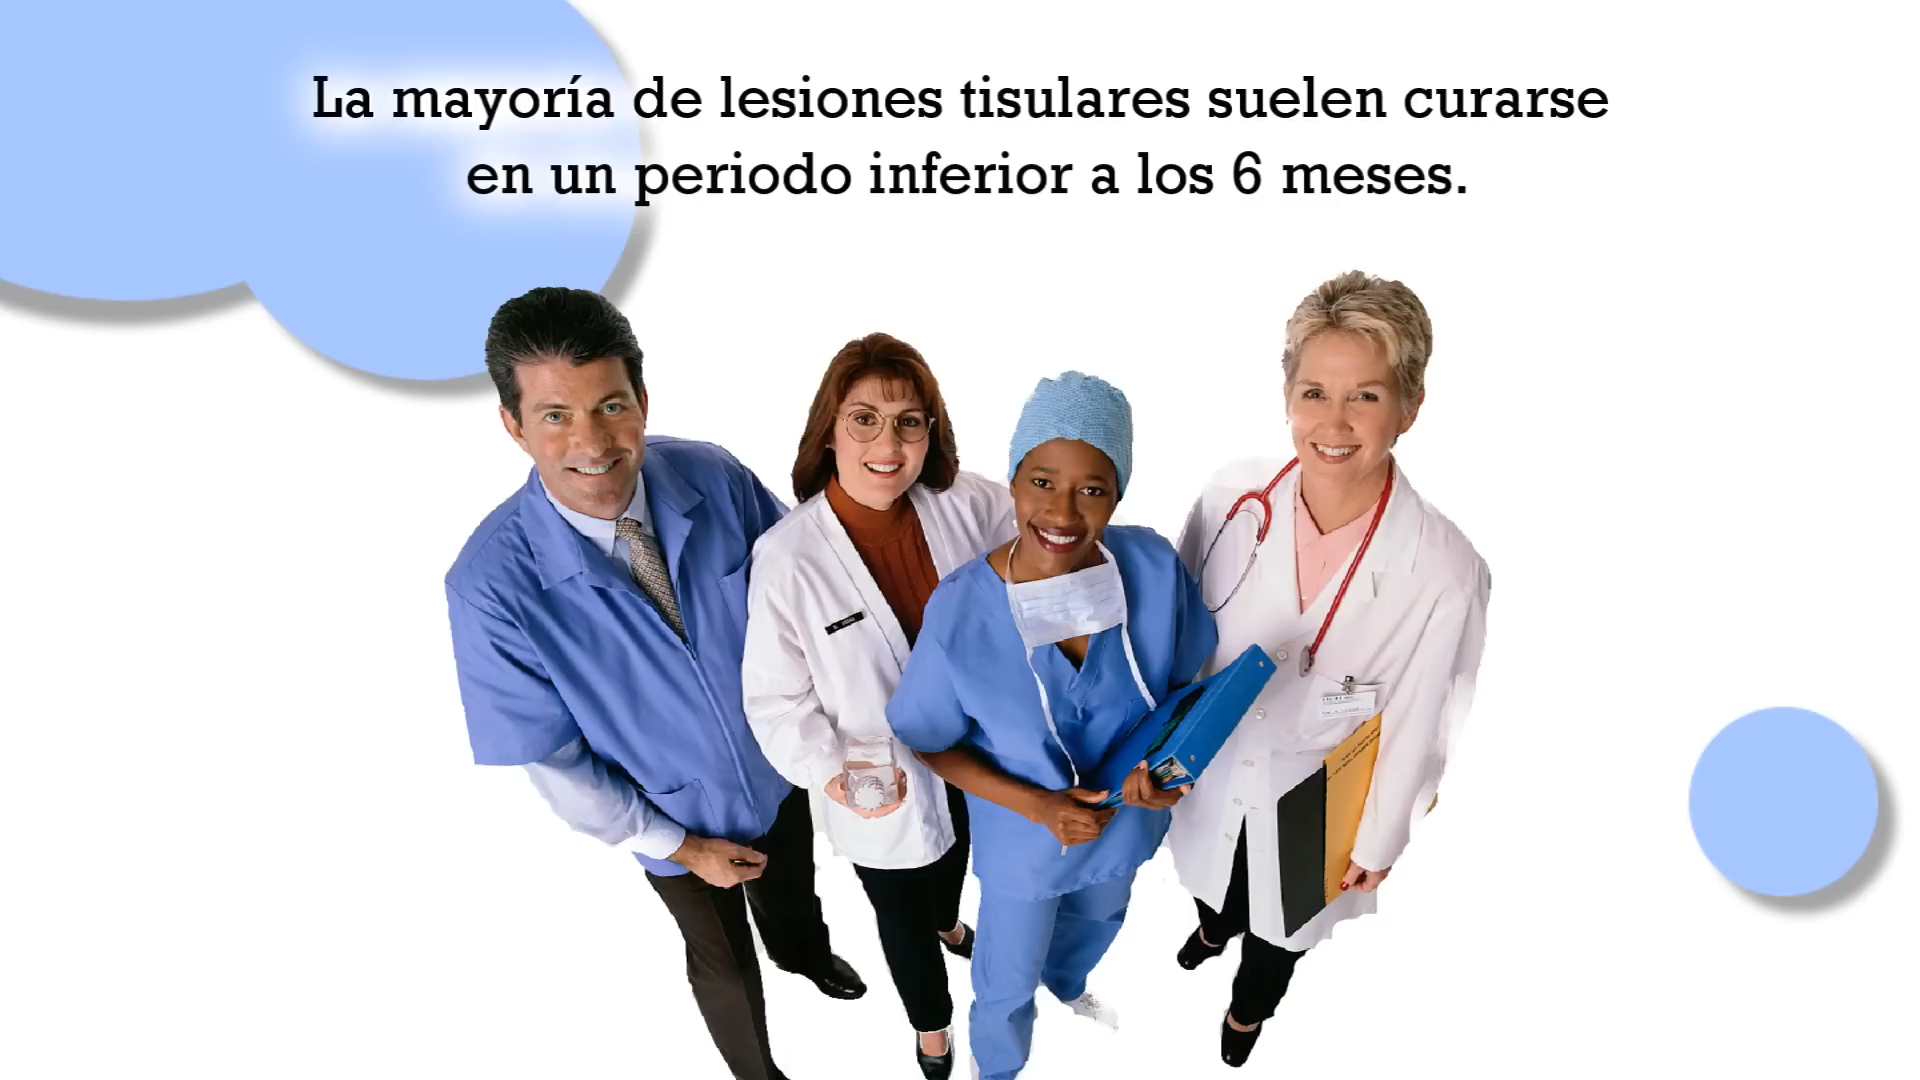 La mayoría de lesiones tisulares suelen curarse
en un periodo inferior a los 6 meses.